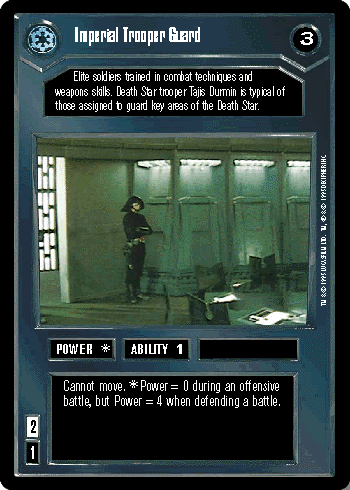 Imperial Trooper Guard
3
Elite soldiers trained in combat techniques and
weapons skills. Death Star trooper Tajis Durmin is typical of
those assigned to guard key areas of the Death Star.
POWER * ABILITY 1
Cannot move. *Power = 0 during an offensive
battle, but Power = 4 when defending a battle.
2
1